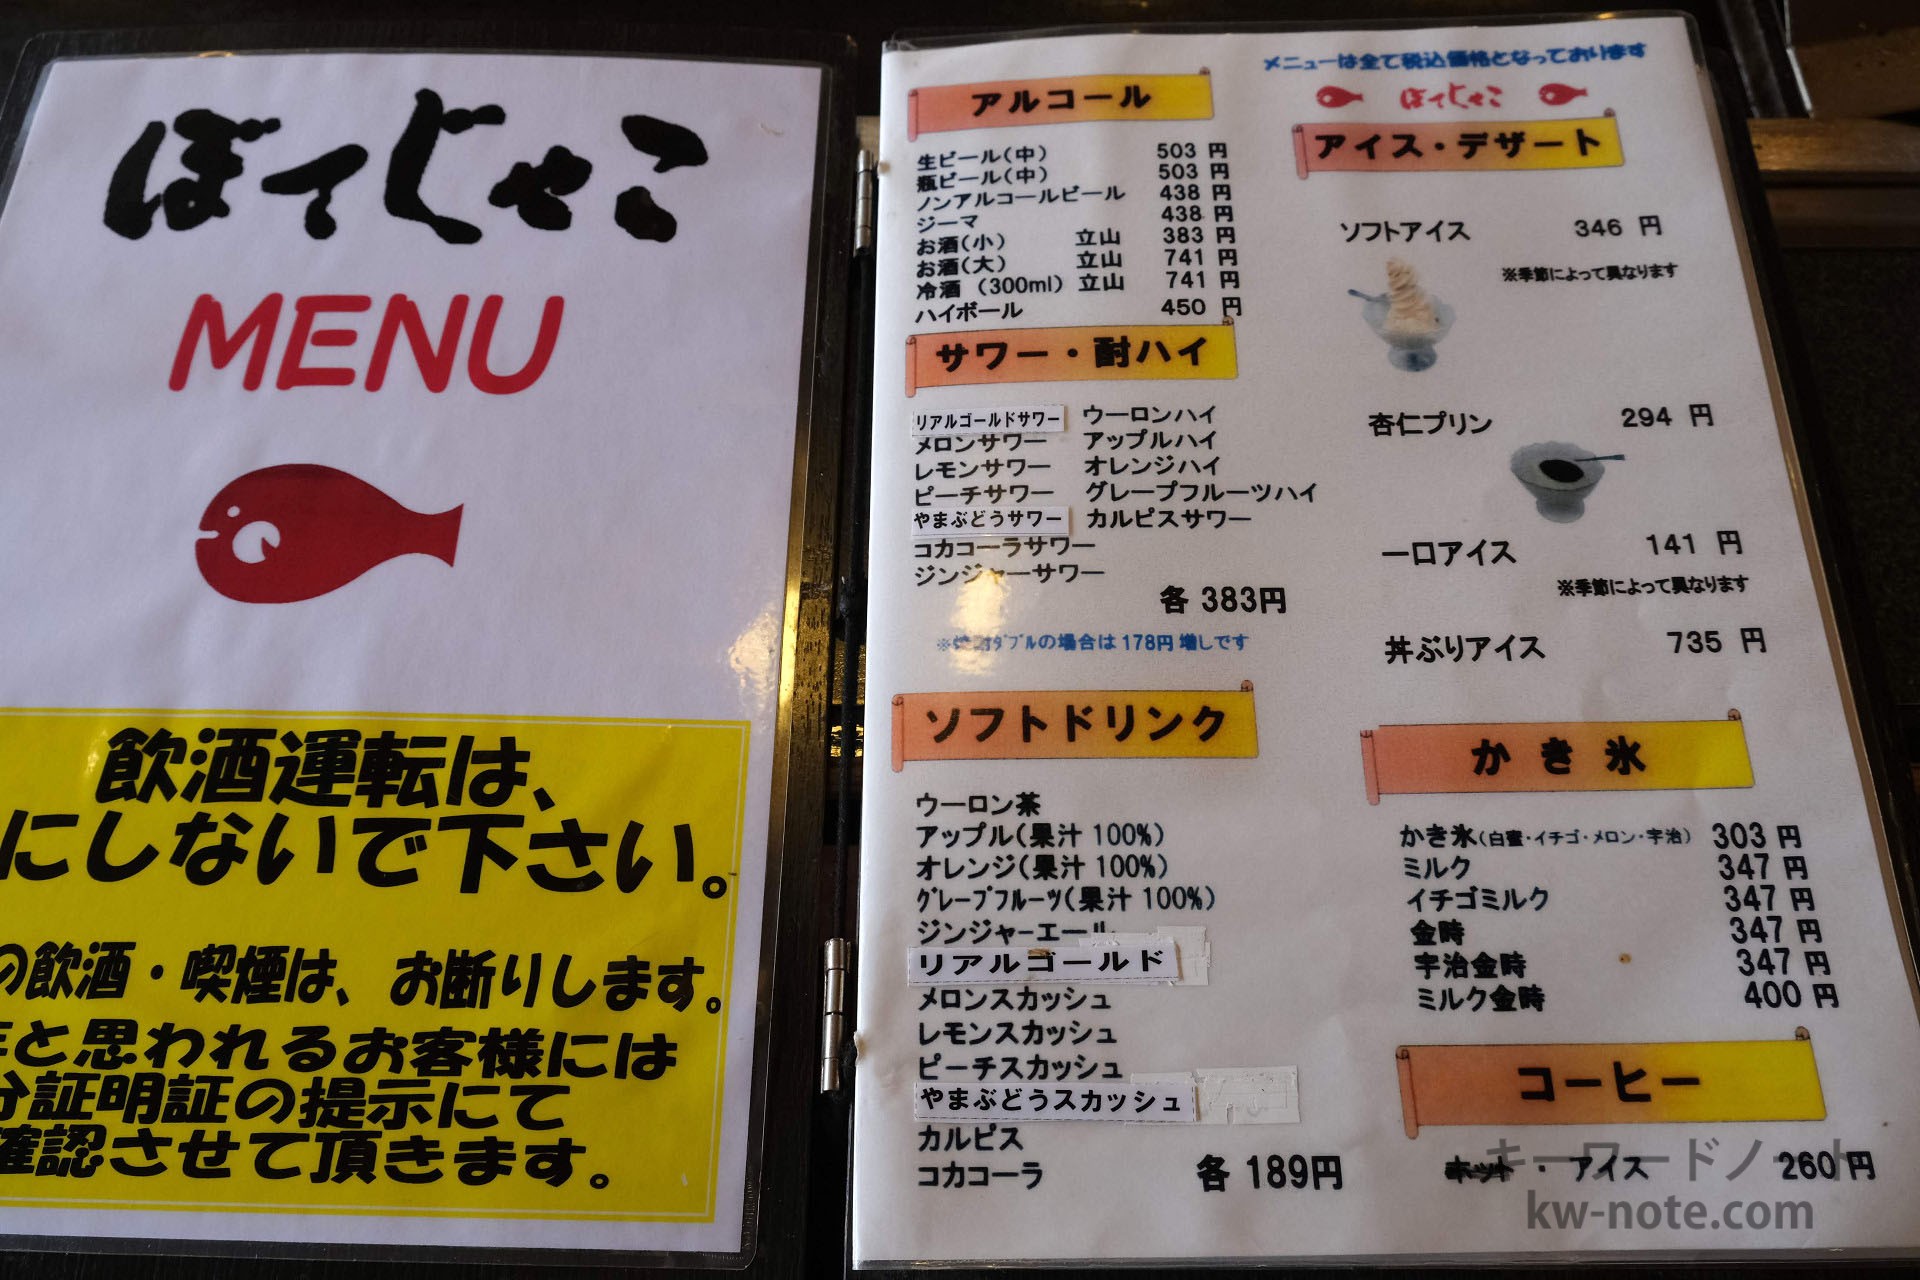 ぼてじゃこ
MENU
飲酒運転は、
にしないで下さい。
の飲酒・喫煙は、お断りします。
と思われるお客様には
分証明証の提示にて
確認させて頂きます。
メニューは全て税込価格となっております
アルコール
生ビール(中) 503 円
瓶ビール(中) 503 円
ノンアルコールビール 438 円
ジーマ 438 円
お酒(小) 立山 383 円
お酒(大) 立山 741 円
冷酒 (300ml) 立山 741 円
ハイボール 450 円
サワー・酎ハイ
リアルゴールドサワー ウーロンハイ
メロンサワー アップルハイ
レモンサワー オレンジハイ
ピーチサワー グレープフルーツハイ
やまぶどうサワー カルピスサワー
コカコーラサワー
ジンジャーサワー
各 383円
※焼酎ダブルの場合は 178円 増しです
ソフトドリンク
ウーロン茶
アップル(果汁 100%)
オレンジ(果汁 100%)
グレープフルーツ(果汁 100%)
ジンジャーエール
リアルゴールド
メロンスカッシュ
レモンスカッシュ
ピーチスカッシュ
やまぶどうスカッシュ
カルピス
コカコーラ
各 189円
ぼてじゃこ
アイス・デザート
ソフトアイス 346 円
※季節によって異なります
杏仁プリン 294 円
一口アイス 141 円
※季節によって異なります
丼ぶりアイス 735 円
かき氷
かき氷(白蜜・イチゴ・メロン・宇治) 303 円
ミルク 347 円
イチゴミルク 347 円
金時 347 円
宇治金時 347 円
ミルク金時 400 円
コーヒー
ホット・アイス 260 円
キーワードノート
kw-note.com